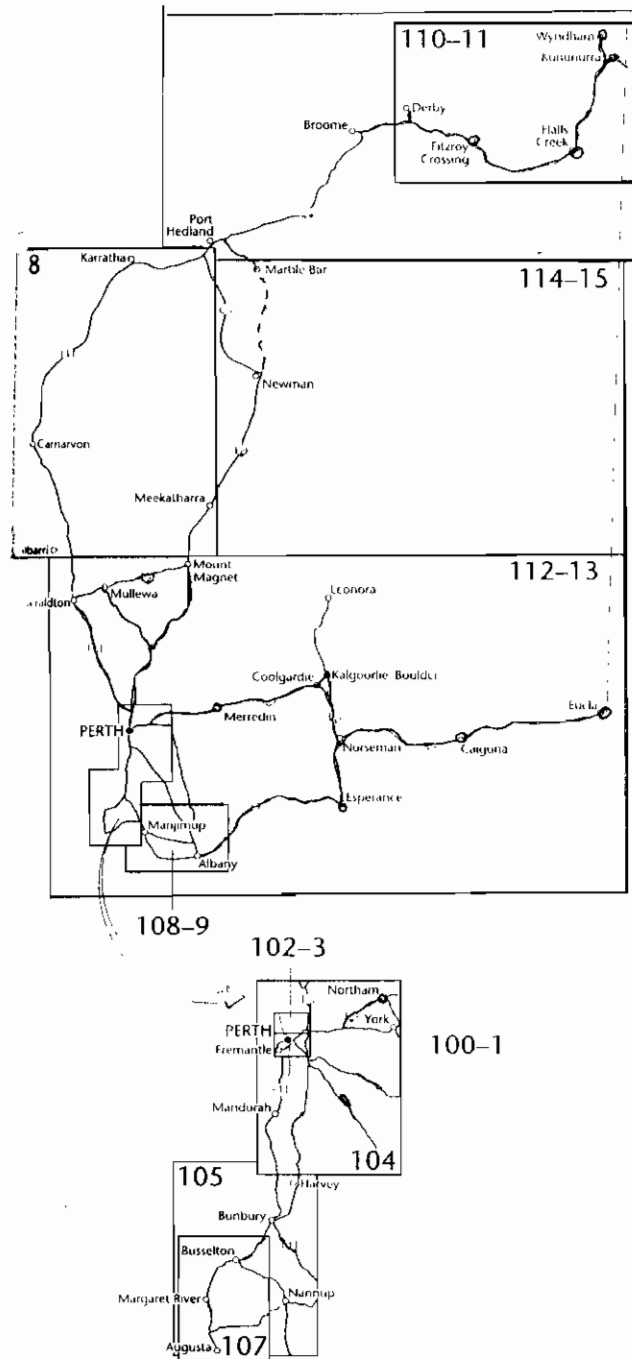 110–11
Wyndham
Kununurra
Derby
Broome
Fitzroy
Crossing
Halls
Creek
Port
Hedland
8
Karratha
Marble Bar
114–15
Newman
Carnarvon
Meekatharra
albarri
Mount
Magnet
112–13
Mullewa
eraldton
Leonora
Coolgardie
Kalgoorlie-Boulder
Merredin
Eucla
PERTH
Norseman
Caiguna
Esperance
Manjimup
Albany
108–9
102–3
Northam
York
PERTH
Fremantle
100–1
Mandurah
104
105
Harvey
Bunbury
Busselton
Margaret River
Nannup
Augusta
107